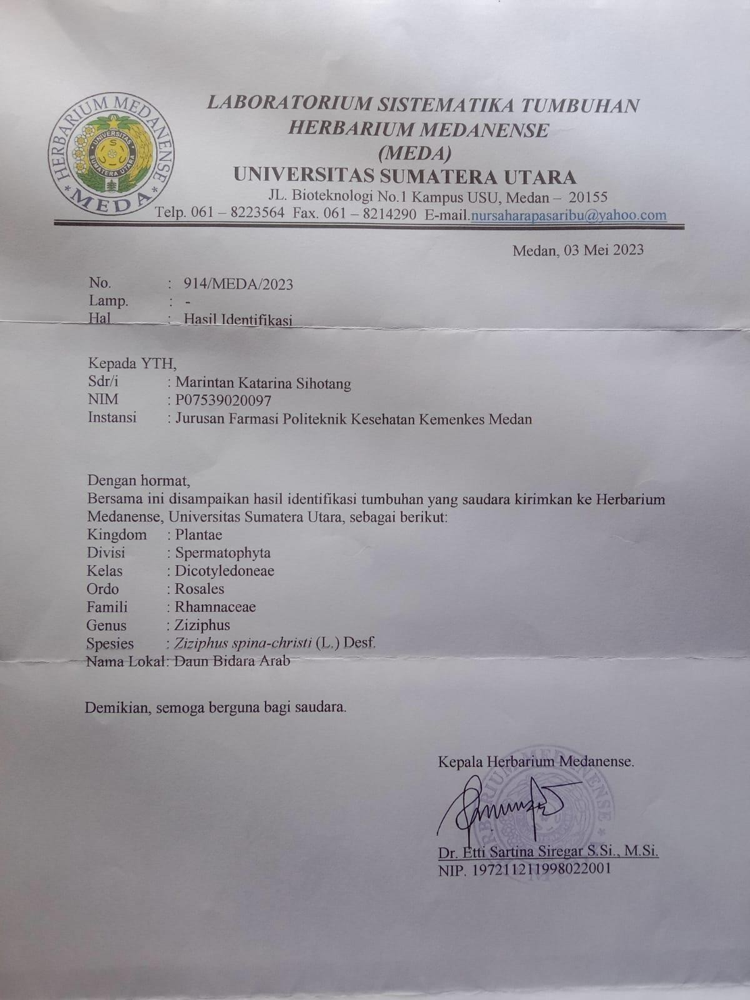 HERBARIUM MEDANENSE
* MEDA *
UNIVERSITAS
SUMATERA UTARA
LABORATORIUM SISTEMATIKA TUMBUHAN
HERBARIUM MEDANENSE
(MEDA)
UNIVERSITAS SUMATERA UTARA
JL. Bioteknologi No.1 Kampus USU, Medan – 20155
Telp. 061 – 8223564 Fax. 061 – 8214290 E-mail.nursaharapasaribu@yahoo.com
Medan, 03 Mei 2023
No. : 914/MEDA/2023
Lamp. : -
Hal : Hasil Identifikasi
Kepada YTH,
Sdr/i : Marintan Katarina Sihotang
NIM : P07539020097
Instansi : Jurusan Farmasi Politeknik Kesehatan Kemenkes Medan
Dengan hormat,
Bersama ini disampaikan hasil identifikasi tumbuhan yang saudara kirimkan ke Herbarium
Medanense, Universitas Sumatera Utara, sebagai berikut:
Kingdom : Plantae
Divisi : Spermatophyta
Kelas : Dicotyledoneae
Ordo : Rosales
Famili : Rhamnaceae
Genus : Ziziphus
Spesies : Ziziphus spina-christi (L.) Desf.
Nama Lokal: Daun Bidara Arab
Demikian, semoga berguna bagi saudara.
Kepala Herbarium Medanense.
Dr. Etti Sartina Siregar S.Si., M.Si.
NIP. 197211211998022001